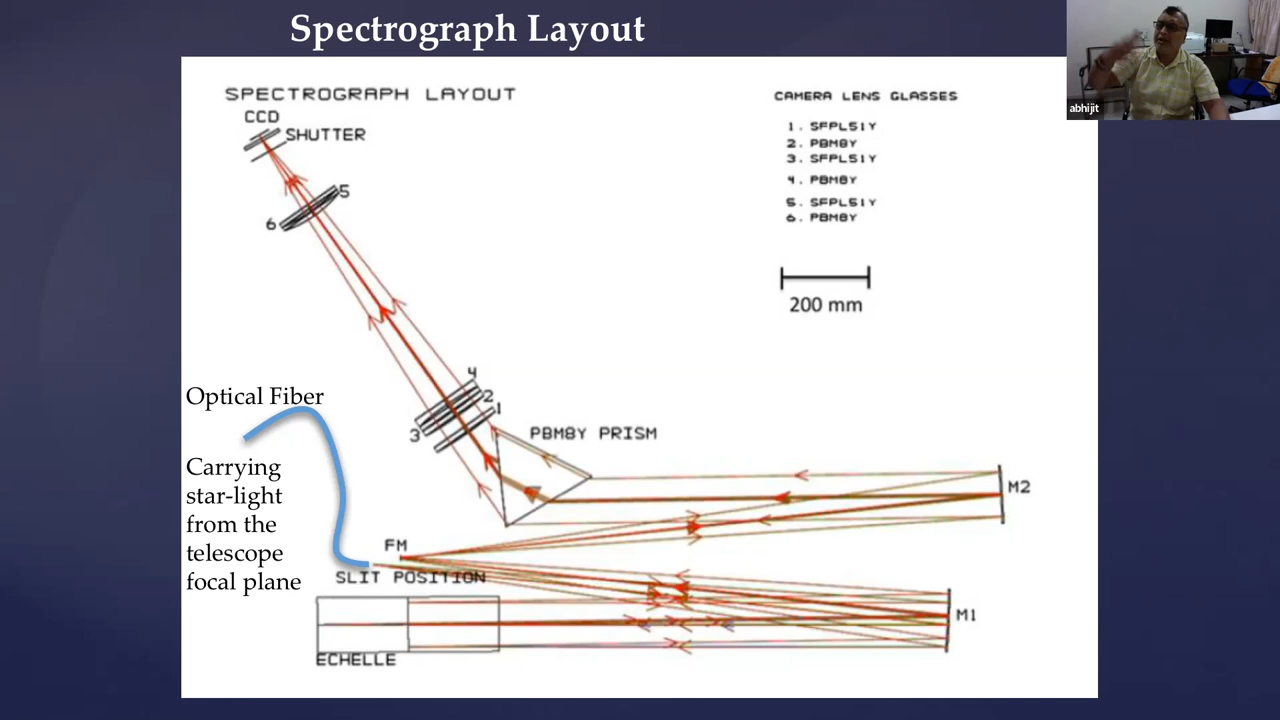 Spectrograph Layout
abhijit
SPECTROGRAPH LAYOUT
CCD
SHUTTER
5
6
CAMERA LENS GLASSES
1. SFPL51Y
2. PBM8Y
3. SFPL51Y
4. PBM8Y
5. SFPL51Y
6. PBM8Y
200 mm
4
2
1
3
PBM8Y PRISM
Optical Fiber
Carrying
star-light
from the
telescope
focal plane
M2
FM
SLIT POSITION
M1
ECHELLE